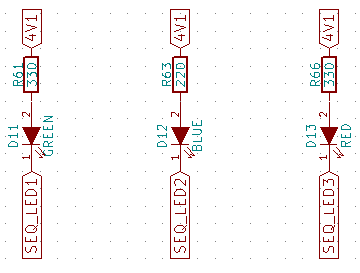 4V1
R61
330
2
D11
GREEN
1
SEQ_LED1
4V1
R63
220
2
D12
BLUE
1
SEQ_LED2
4V1
R66
330
2
D13
RED
1
SEQ_LED3